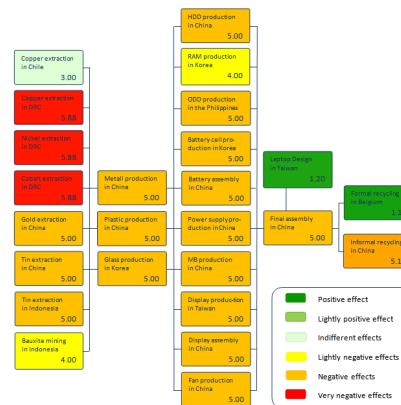 HDD production
in China
5.00
Copper extraction
in Chile
3.00
RAM production
in Korea
4.00
Copper extraction
in DRC
5.88
ODD production
in the Philippines
5.00
Nickel extraction
in DRC
5.88
Battery cell pro-
duction in Korea
5.00
Laptop Design
in Taiwan
1.20
Cobalt extraction
in DRC
5.88
Metall production
in China
5.00
Battery assembly
in China
5.00
Formal recycling
in Belgium
Gold extraction
in China
5.00
Plastic production
in China
5.00
Power supply pro-
duction in China
5.00
Final assembly
in China
5.00
Informal recycling
in China
5.1
Tin extraction
in China
5.00
Glass production
in Korea
5.00
MB production
in China
5.00
Tin extraction
in Indonesia
5.00
Display production
in Taiwan
5.00
Bauxite mining
in Indonesia
4.00
Display assembly
in China
5.00
Fan production
in China
5.00
Positive effect
Lightly positive effect
Indifferent effects
Lightly negative effects
Negative effects
Very negative effects